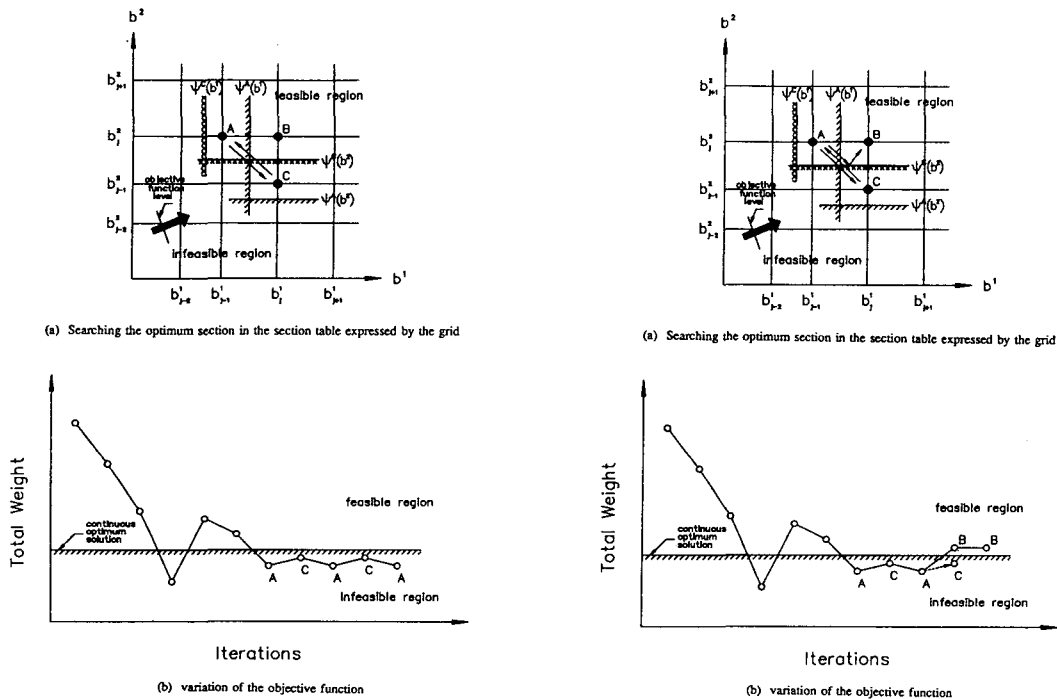 b²
b²ⱼ₊₁
ψᶜ(b¹) ψᴬ(b¹)
feasible region
b²ⱼ
A
B
b²ⱼ₋₁
C
objective
function
level
b²ⱼ₋₂
infeasible region
b¹
b¹ⱼ₋₂ b¹ⱼ₋₁ b¹ⱼ b¹ⱼ₊₁
(a) Searching the optimum section in the section table expressed by the grid
Total Weight
feasible region
continuous
optimum
solution
A C A C A
infeasible region
Iterations
(b) variation of the objective function
b²
b²ⱼ₊₁
feasible region
b²ⱼ
A
B
b²ⱼ₋₁
C
objective
function
level
b²ⱼ₋₂
infeasible region
b¹
b¹ⱼ₋₂ b¹ⱼ₋₁ b¹ⱼ b¹ⱼ₊₁
(a) Searching the optimum section in the section table expressed by the grid
Total Weight
feasible region
continuous
optimum
solution
B B
A C A C
infeasible region
Iterations
(b) variation of the objective function